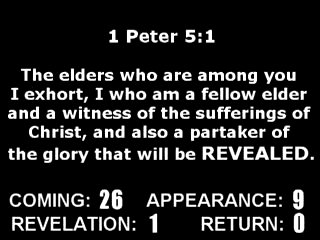 1 Peter 5:1
The elders who are among you
I exhort, I who am a fellow elder
and a witness of the sufferings of
Christ, and also a partaker of
the glory that will be REVEALED.
COMING: 26 APPEARANCE: 9
REVELATION: 1 RETURN: 0